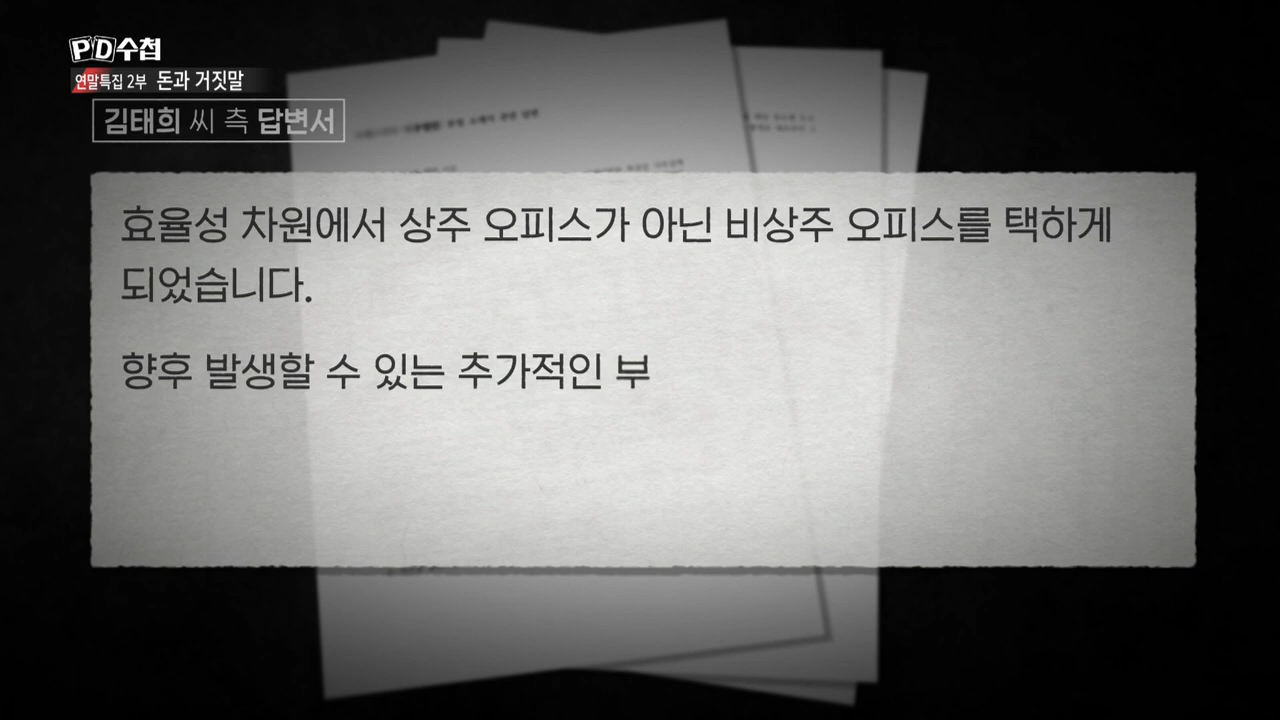 PD수첩
연말특집 2부 돈과 거짓말
김태희 씨 측 답변서
효율성 차원에서 상주 오피스가 아닌 비상주 오피스를 택하게
되었습니다.
향후 발생할 수 있는 추가적인 부